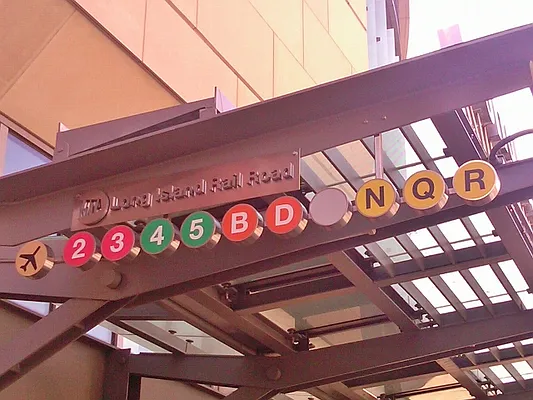 MTA Long Island Rail Road
2 3 4 5 B D N Q R